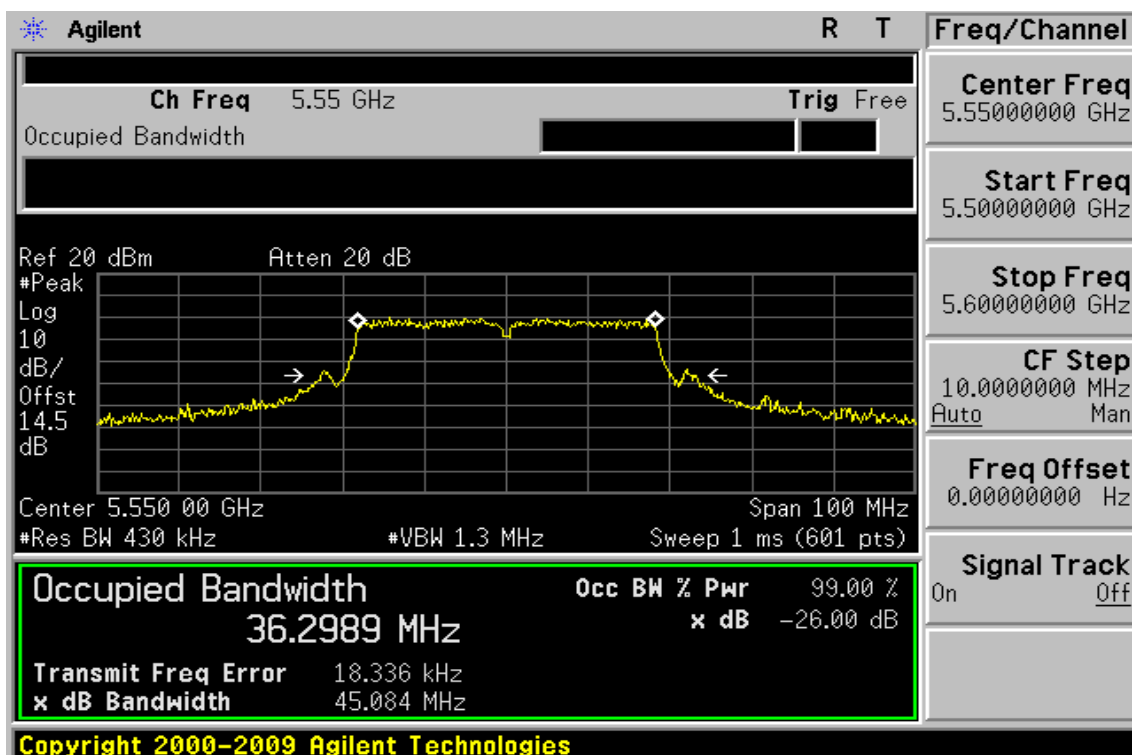 Agilent R T
Ch Freq 5.55 GHz Trig Free
Occupied Bandwidth
Ref 20 dBm Atten 20 dB
#Peak
Log
10
dB/
Offst
14.5
dB
Center 5.550 00 GHz Span 100 MHz
#Res BW 430 kHz #VBW 1.3 MHz Sweep 1 ms (601 pts)
Occupied Bandwidth Occ BW % Pwr 99.00 %
36.2989 MHz x dB -26.00 dB
Transmit Freq Error 18.336 kHz
x dB Bandwidth 45.084 MHz
Copyright 2000-2009 Agilent Technologies
Freq/Channel
Center Freq
5.55000000 GHz
Start Freq
5.50000000 GHz
Stop Freq
5.60000000 GHz
CF Step
10.0000000 MHz
Auto Man
Freq Offset
0.00000000 Hz
Signal Track
On Off